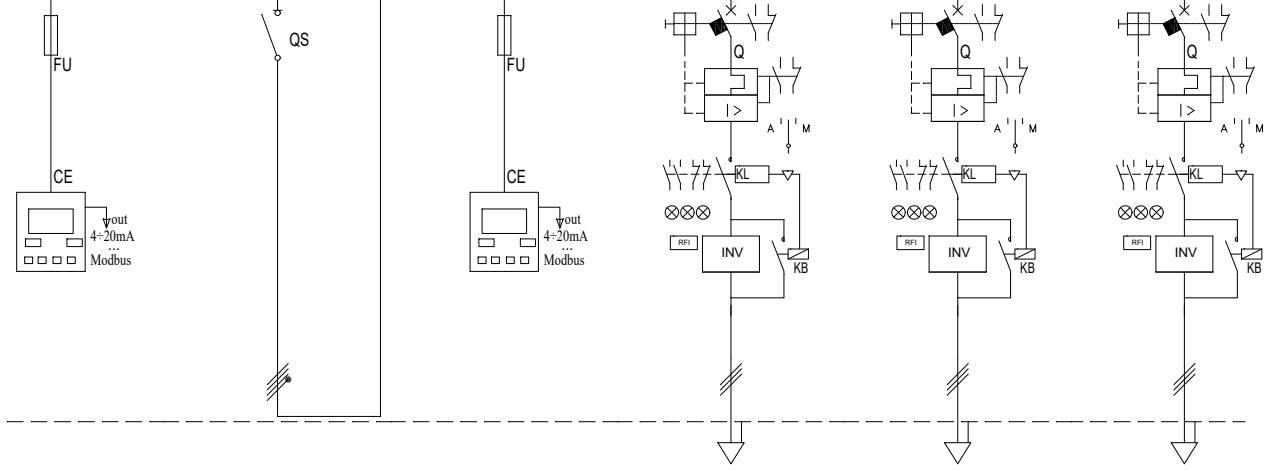 QS
FU
FU
Q
Q
Q
I >
I >
I >
A
M
A
M
A
M
CE
CE
KL
KL
KL
out
4÷20mA
...
Modbus
out
4÷20mA
...
Modbus
RFI
INV
KB
RFI
INV
KB
RFI
INV
KB